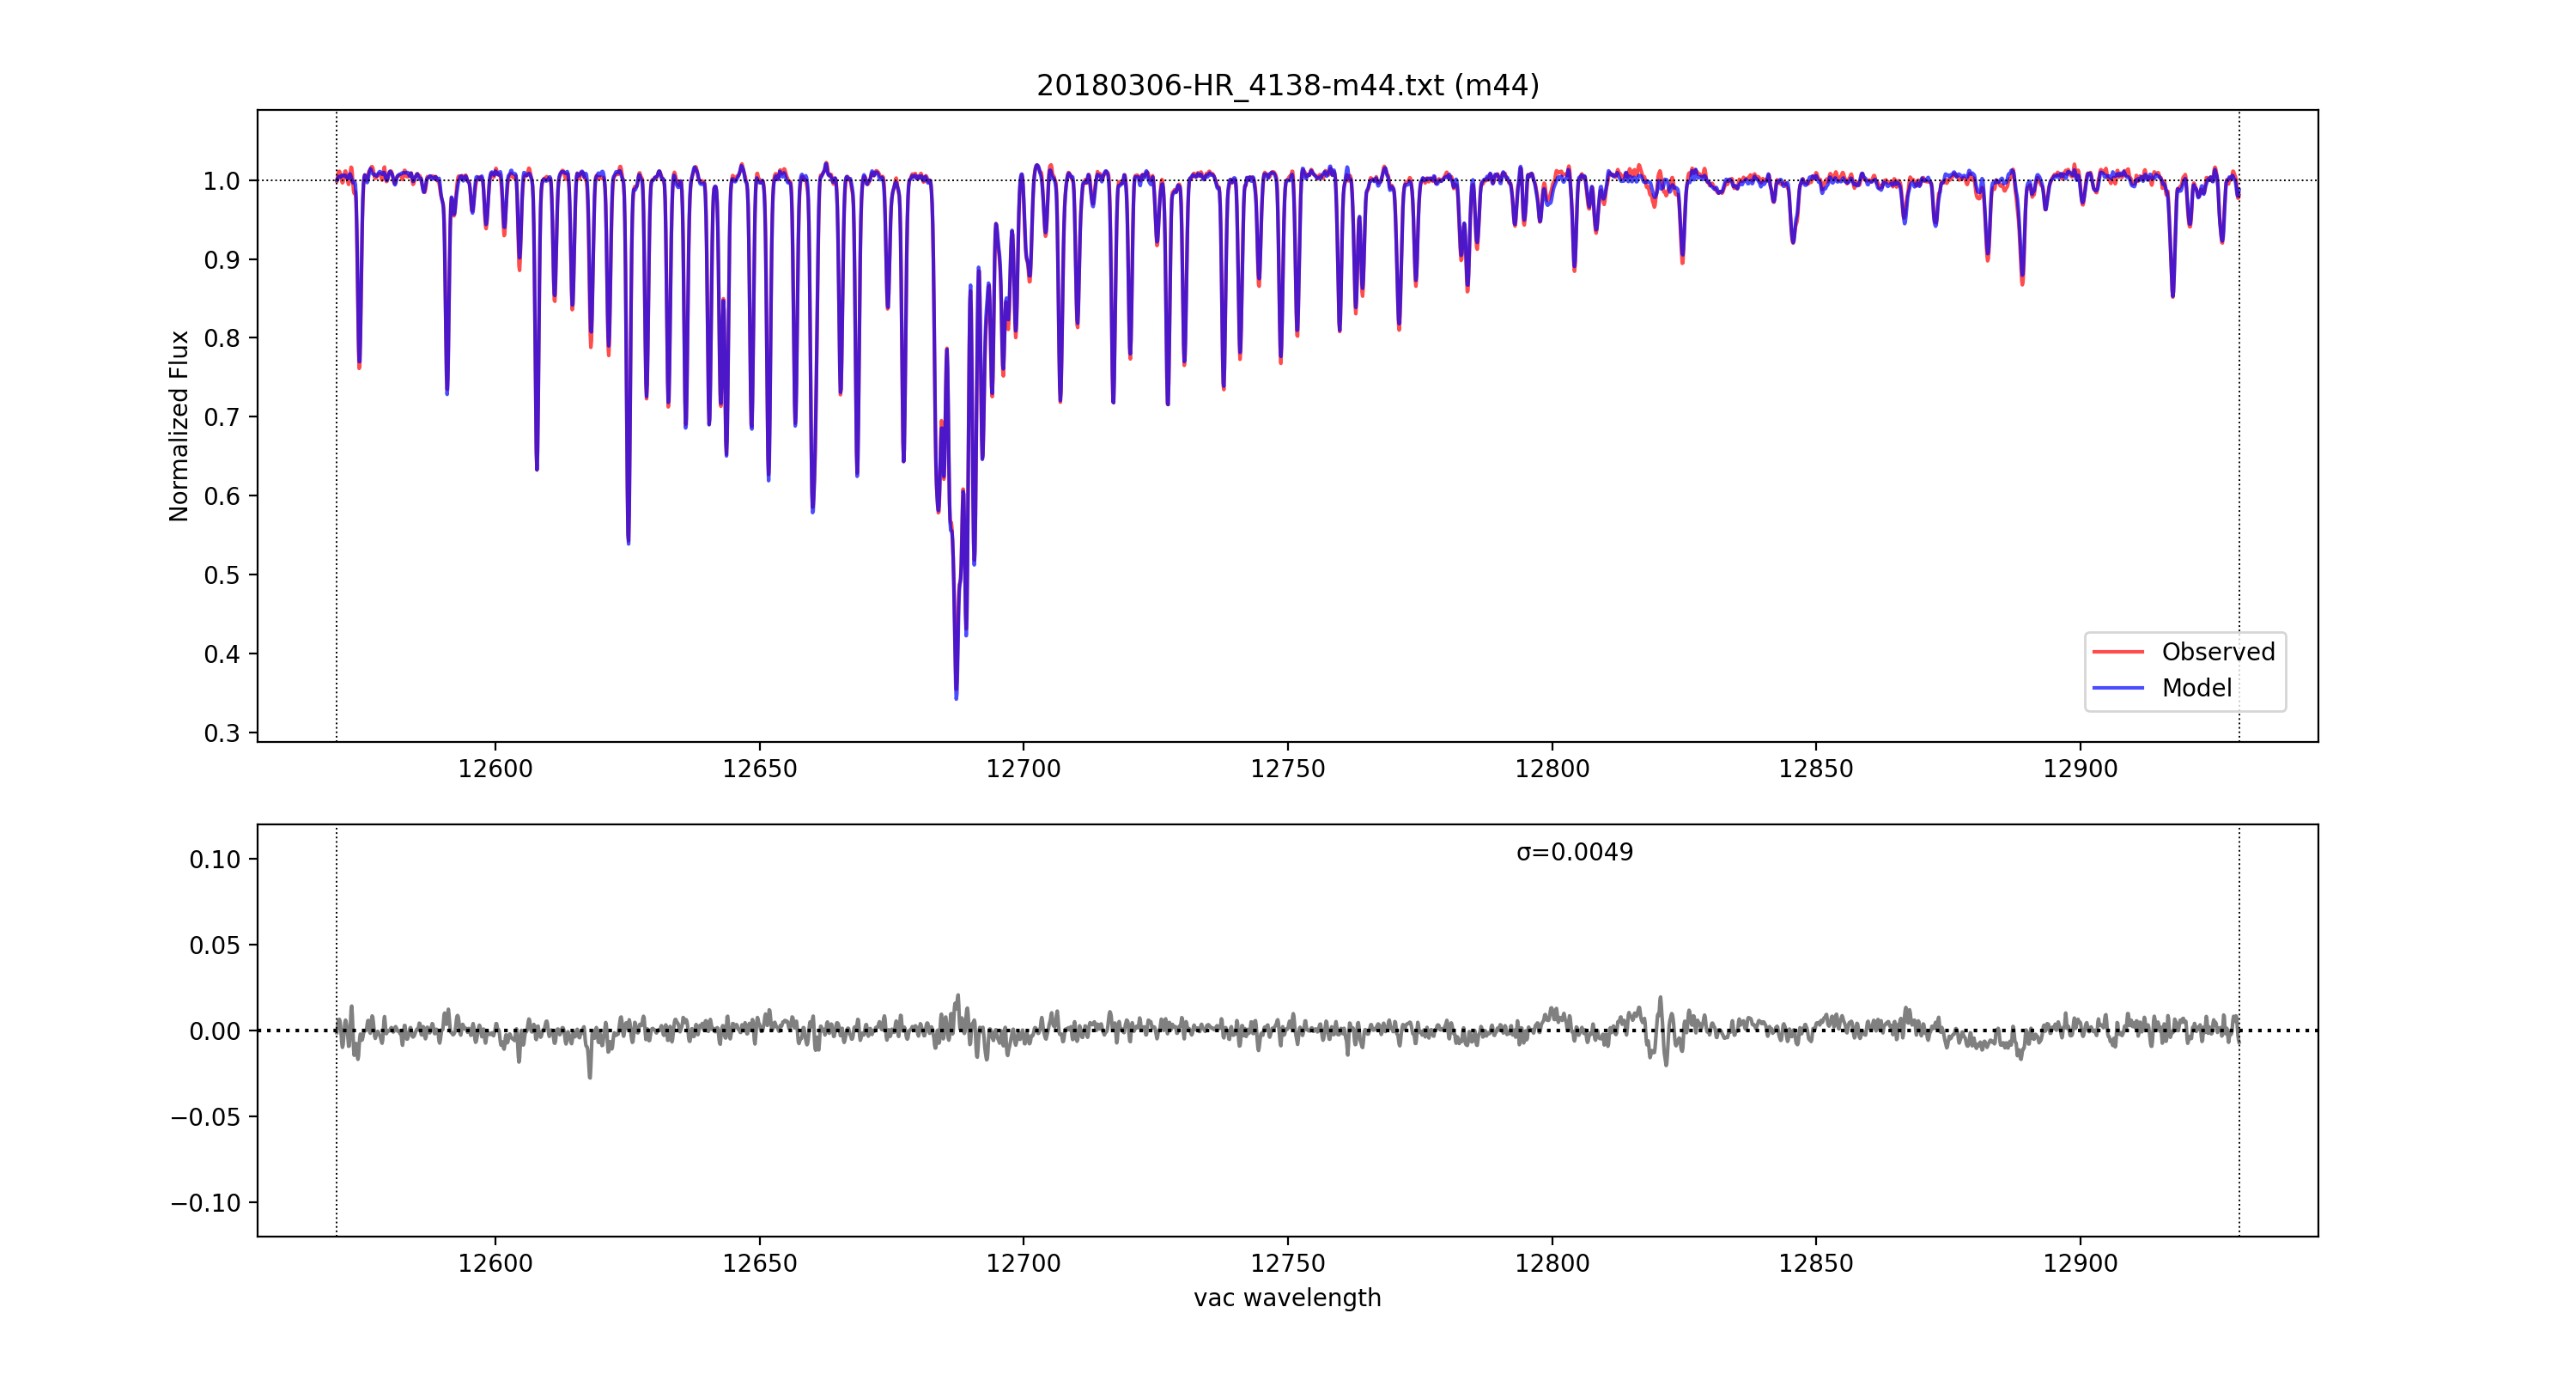 20180306-HR_4138-m44.txt (m44)
Normalized Flux
1.0
0.9
0.8
0.7
0.6
0.5
0.4
0.3
Observed
Model
12600 12650 12700 12750 12800 12850 12900
σ=0.0049
0.10
0.05
0.00
−0.05
−0.10
12600 12650 12700 12750 12800 12850 12900
vac wavelength